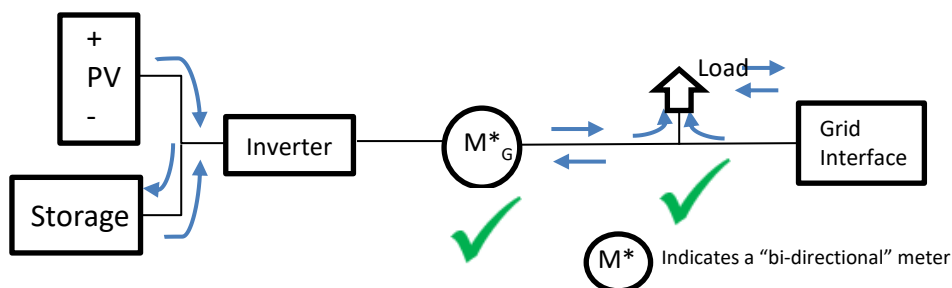 +
PV
-
Storage
Inverter
M*G
Load
Grid
Interface
M*
Indicates a “bi-directional” meter